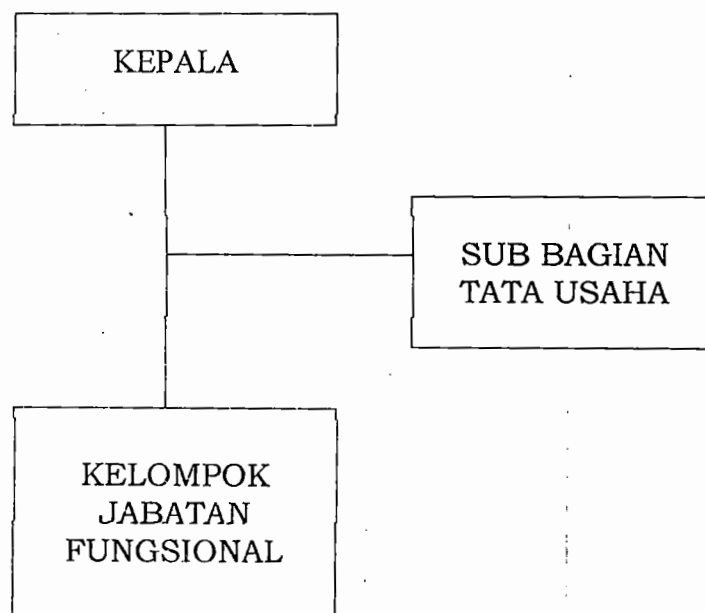 KEPALA
SUB BAGIAN
TATA USAHA
KELOMPOK
JABATAN
FUNGSIONAL